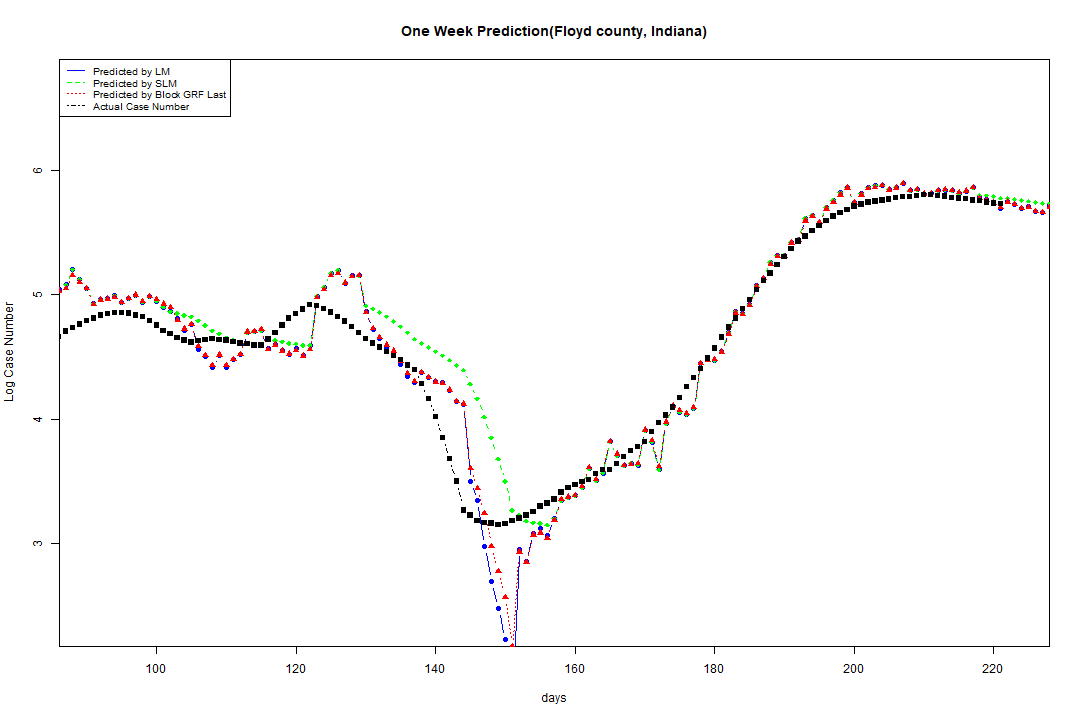 One Week Prediction(Floyd county, Indiana)
Predicted by LM
Predicted by SLM
Predicted by Block GRF Last
Actual Case Number
Log Case Number
6
5
4
3
100 120 140 160 180 200 220
days